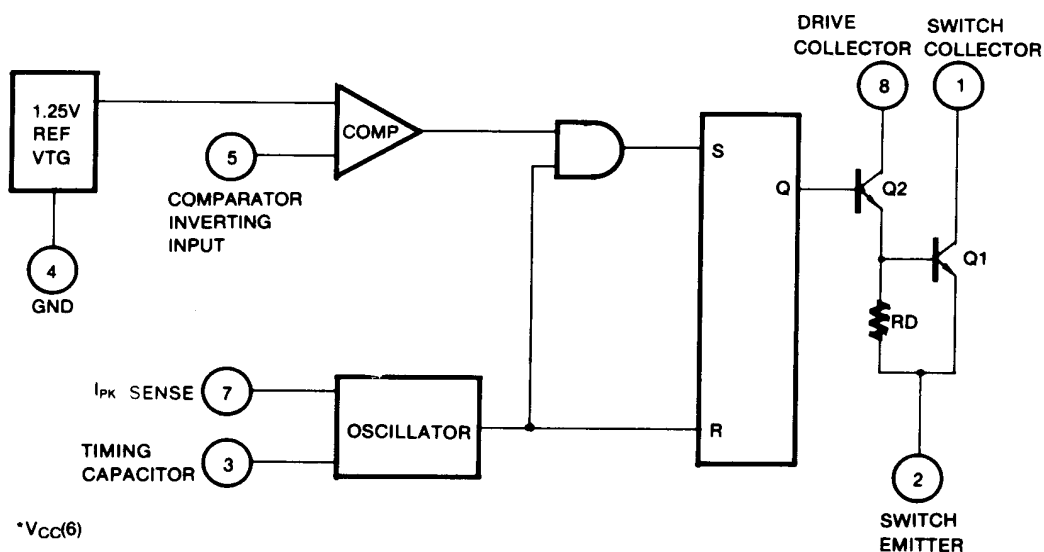 DRIVE
COLLECTOR
SWITCH
COLLECTOR
8
1
1.25V
REF
VTG
COMP
5
COMPARATOR
INVERTING
INPUT
4
GND
S
Q
Q2
Q1
RD
IPK SENSE
7
OSCILLATOR
R
TIMING
CAPACITOR
3
2
SWITCH
EMITTER
*VCC(6)